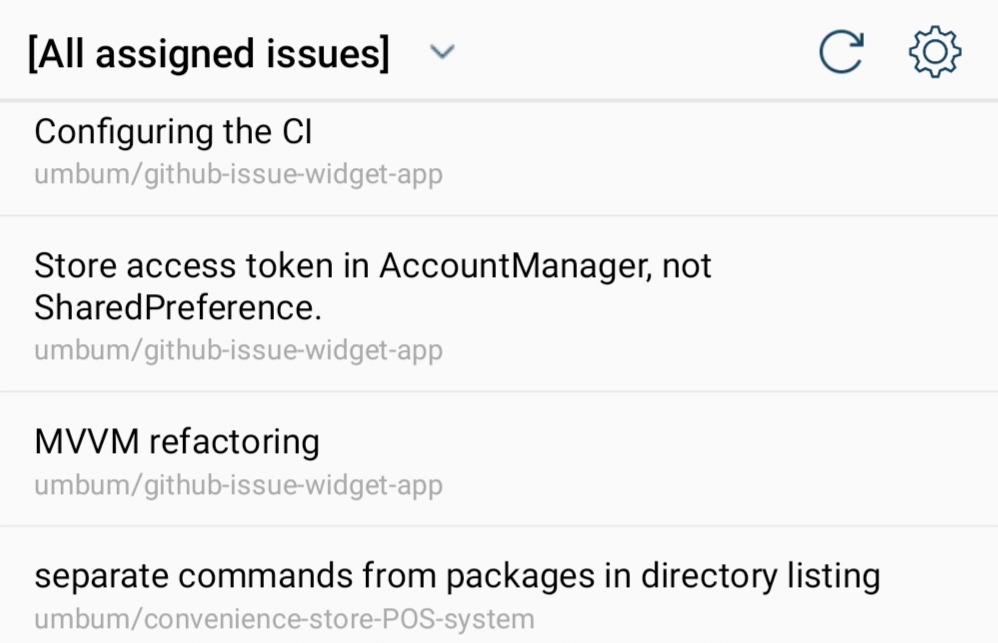 [All assigned issues]
Configuring the CI
umbum/github-issue-widget-app
Store access token in AccountManager, not
SharedPreference.
umbum/github-issue-widget-app
MVVM refactoring
umbum/github-issue-widget-app
separate commands from packages in directory listing
umbum/convenience-store-POS-system